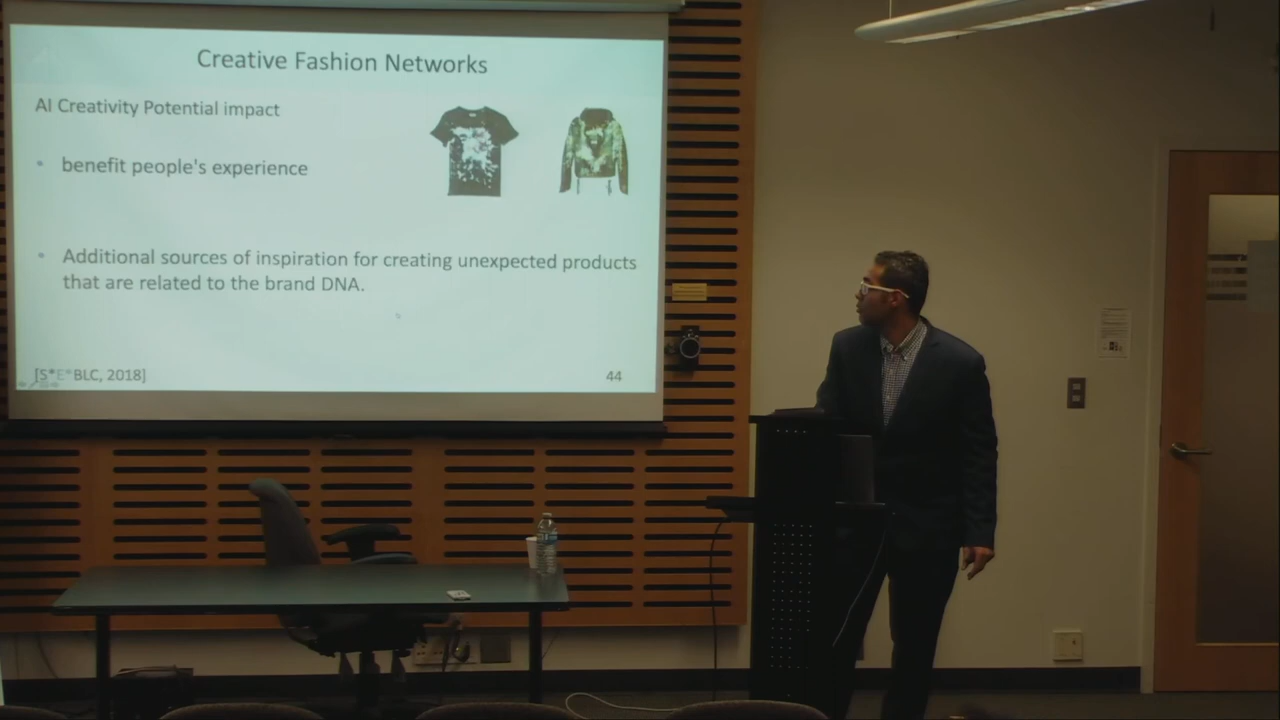 Creative Fashion Networks
AI Creativity Potential impact
• benefit people's experience
• Additional sources of inspiration for creating unexpected products
that are related to the brand DNA.
[S*E*BLC, 2018]
44